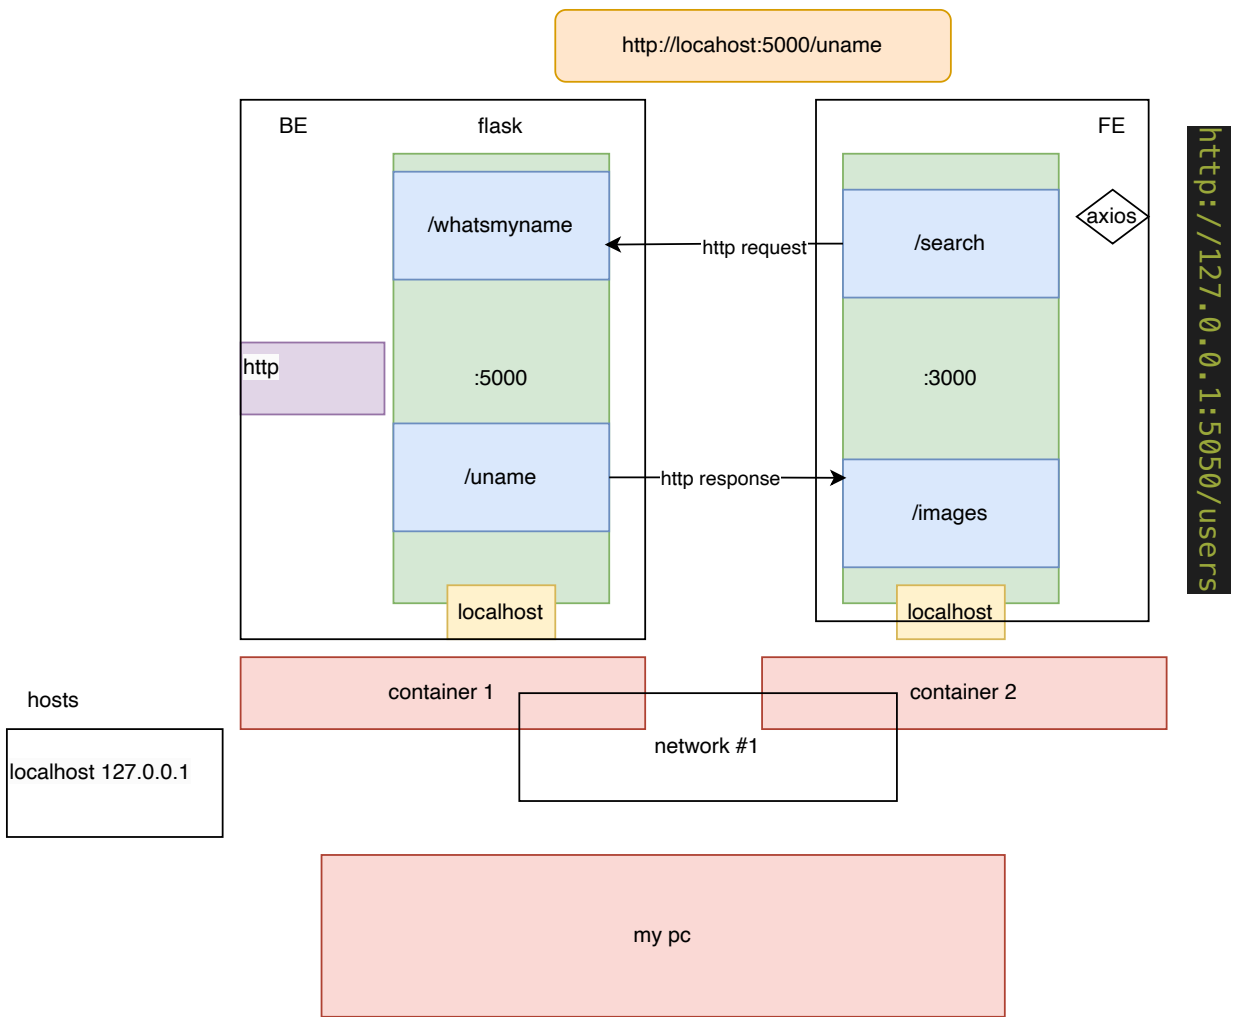 http://locahost:5000/uname
BE
flask
FE
/whatsmyname
http request
/search
axios
http
:5000
:3000
/uname
http response
/images
localhost
localhost
http://127.0.0.1:5050/users
container 1
container 2
hosts
network #1
localhost 127.0.0.1
my pc